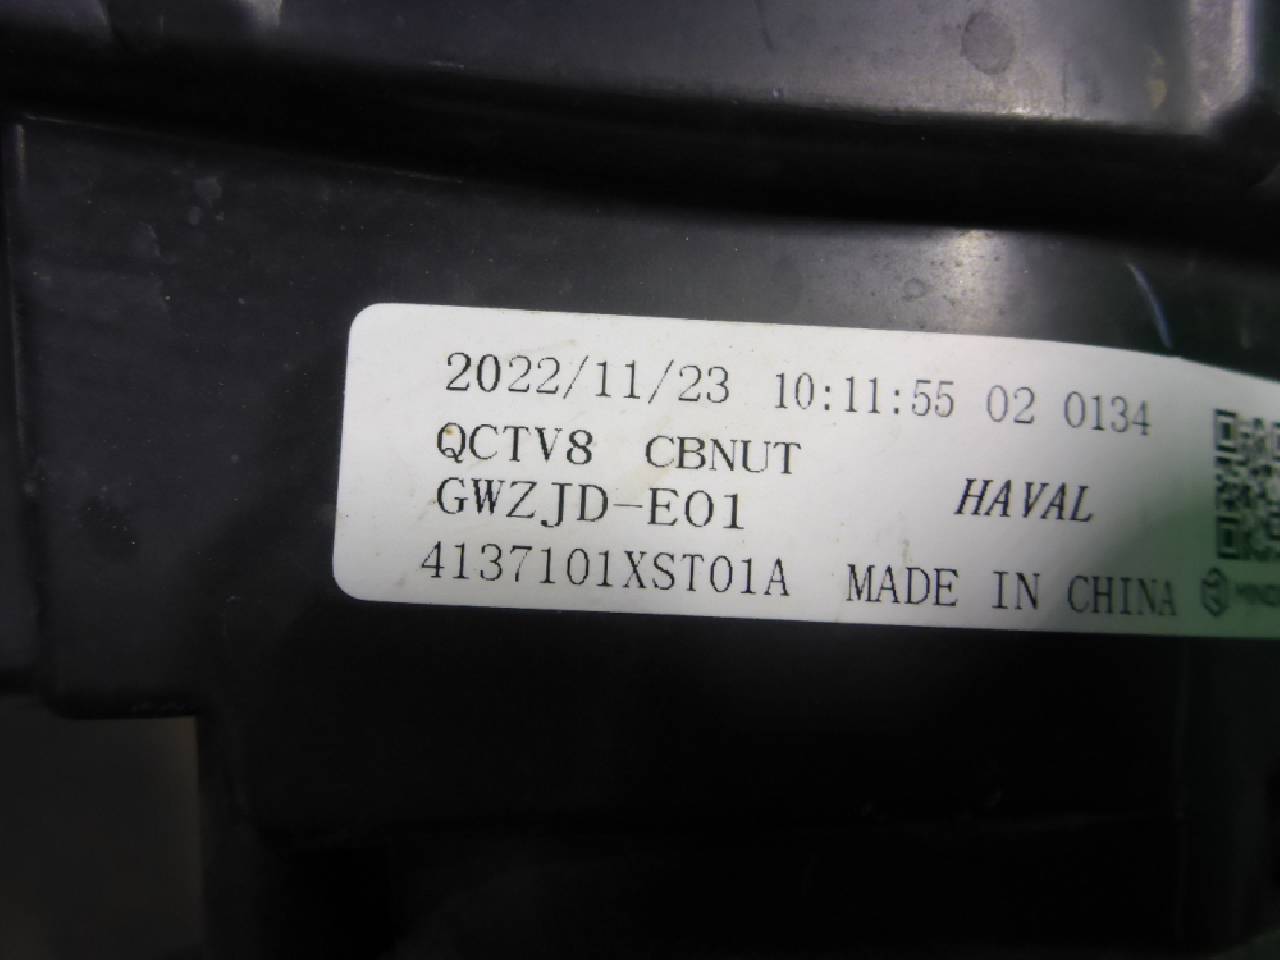 2022/11/23 10:11:55 02 0134
QCTV8 CBNUT
GWZJD-E01 HAVAL
4137101XST01A MADE IN CHINA